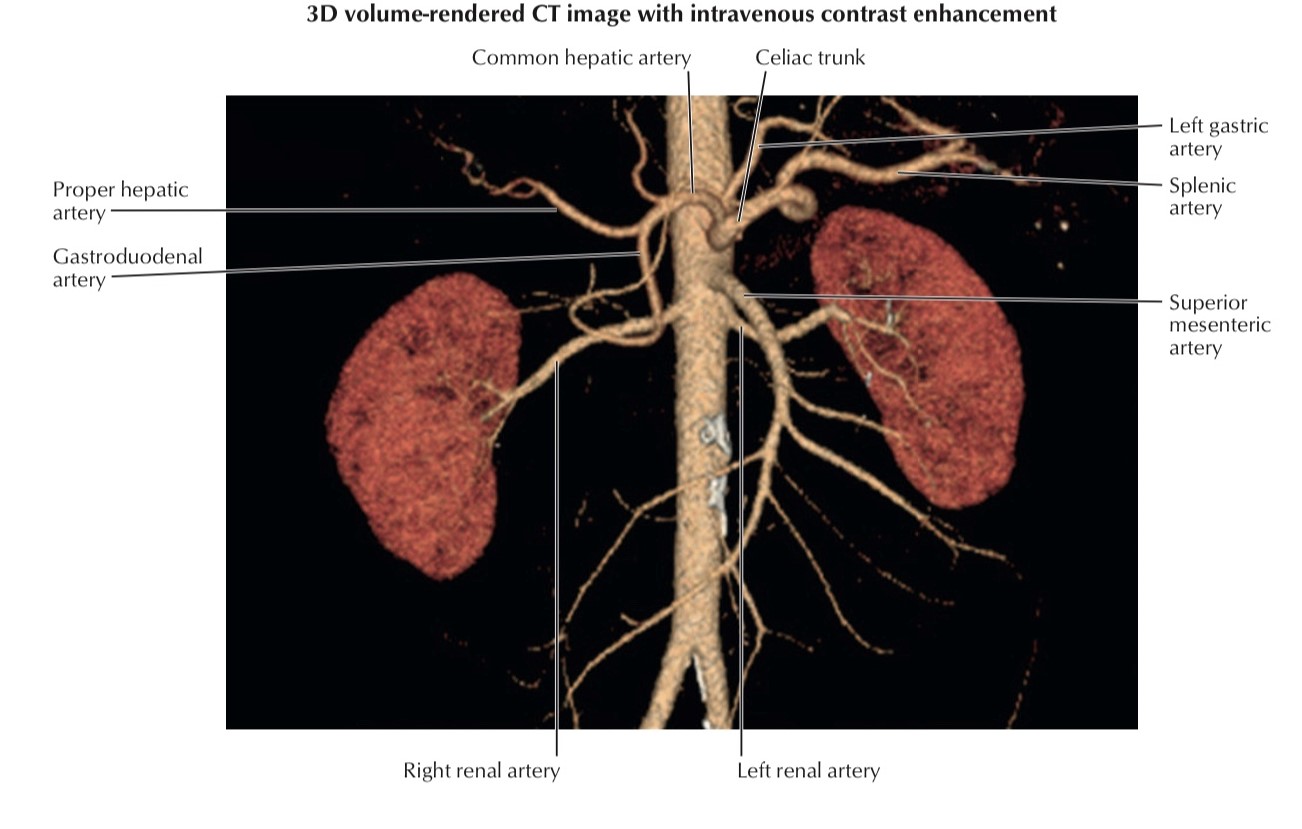 3D volume-rendered CT image with intravenous contrast enhancement
Common hepatic artery
Celiac trunk
Left gastric
artery
Proper hepatic
artery
Splenic
artery
Gastroduodenal
artery
Superior
mesenteric
artery
Right renal artery
Left renal artery